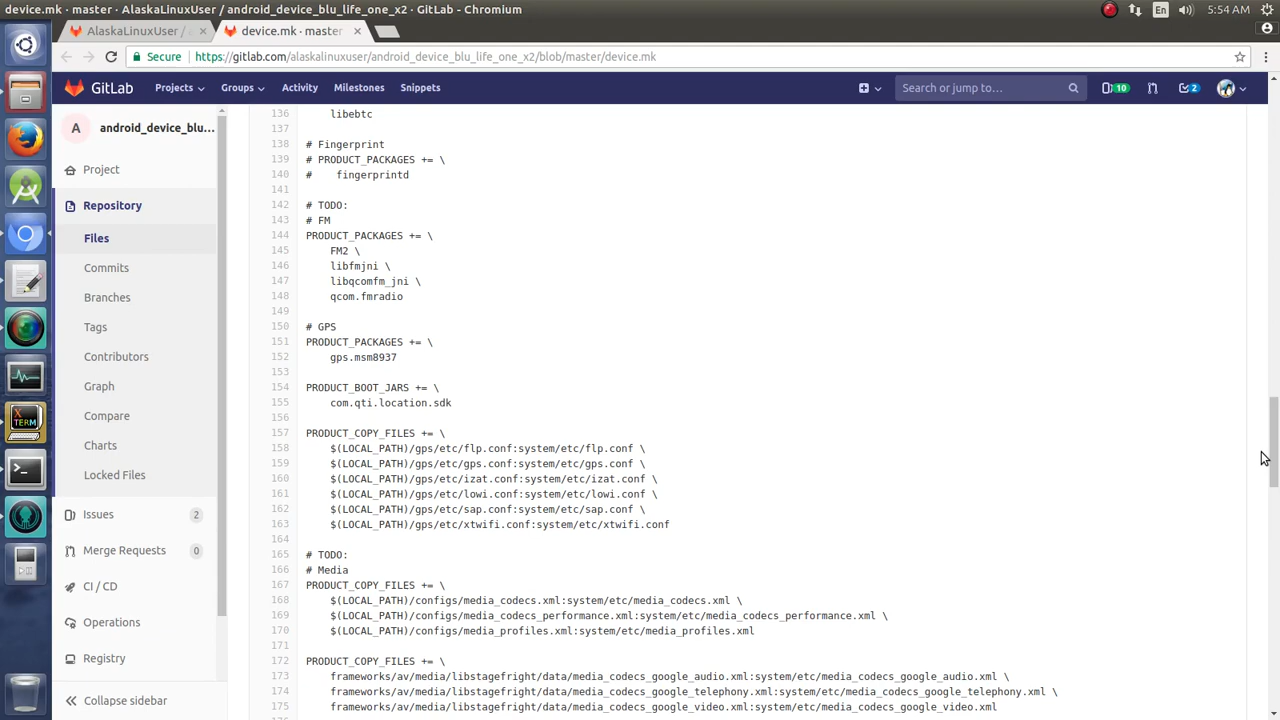 device.mk · master · AlaskaLinuxUser / android_device_blu_life_one_x2 · GitLab - Chromium
En
5:54 AM
AlaskaLinuxUser /
device.mk · master
Secure
https://gitlab.com/alaskalinuxuser/android_device_blu_life_one_x2/blob/master/device.mk
GitLab
Projects
Groups
Activity
Milestones
Snippets
Search or jump to…
10
2
A
android_device_blu...
Project
Repository
Files
Commits
Branches
Tags
Contributors
Graph
Compare
Charts
Locked Files
Issues
2
Merge Requests
0
CI / CD
Operations
Registry
Collapse sidebar
X
TERM
136 libebtc
137
138 # Fingerprint
139 # PRODUCT_PACKAGES += \
140 #    fingerprintd
141
142 # TODO:
143 # FM
144 PRODUCT_PACKAGES += \
145     FM2 \
146     libfmjni \
147     libqcomfm_jni \
148     qcom.fmradio
149
150 # GPS
151 PRODUCT_PACKAGES += \
152     gps.msm8937
153
154 PRODUCT_BOOT_JARS += \
155     com.qti.location.sdk
156
157 PRODUCT_COPY_FILES += \
158     $(LOCAL_PATH)/gps/etc/flp.conf:system/etc/flp.conf \
159     $(LOCAL_PATH)/gps/etc/gps.conf:system/etc/gps.conf \
160     $(LOCAL_PATH)/gps/etc/izat.conf:system/etc/izat.conf \
161     $(LOCAL_PATH)/gps/etc/lowi.conf:system/etc/lowi.conf \
162     $(LOCAL_PATH)/gps/etc/sap.conf:system/etc/sap.conf \
163     $(LOCAL_PATH)/gps/etc/xtwifi.conf:system/etc/xtwifi.conf
164
165 # TODO:
166 # Media
167 PRODUCT_COPY_FILES += \
168     $(LOCAL_PATH)/configs/media_codecs.xml:system/etc/media_codecs.xml \
169     $(LOCAL_PATH)/configs/media_codecs_performance.xml:system/etc/media_codecs_performance.xml \
170     $(LOCAL_PATH)/configs/media_profiles.xml:system/etc/media_profiles.xml
171
172 PRODUCT_COPY_FILES += \
173     frameworks/av/media/libstagefright/data/media_codecs_google_audio.xml:system/etc/media_codecs_google_audio.xml \
174     frameworks/av/media/libstagefright/data/media_codecs_google_telephony.xml:system/etc/media_codecs_google_telephony.xml \
175     frameworks/av/media/libstagefright/data/media_codecs_google_video.xml:system/etc/media_codecs_google_video.xml